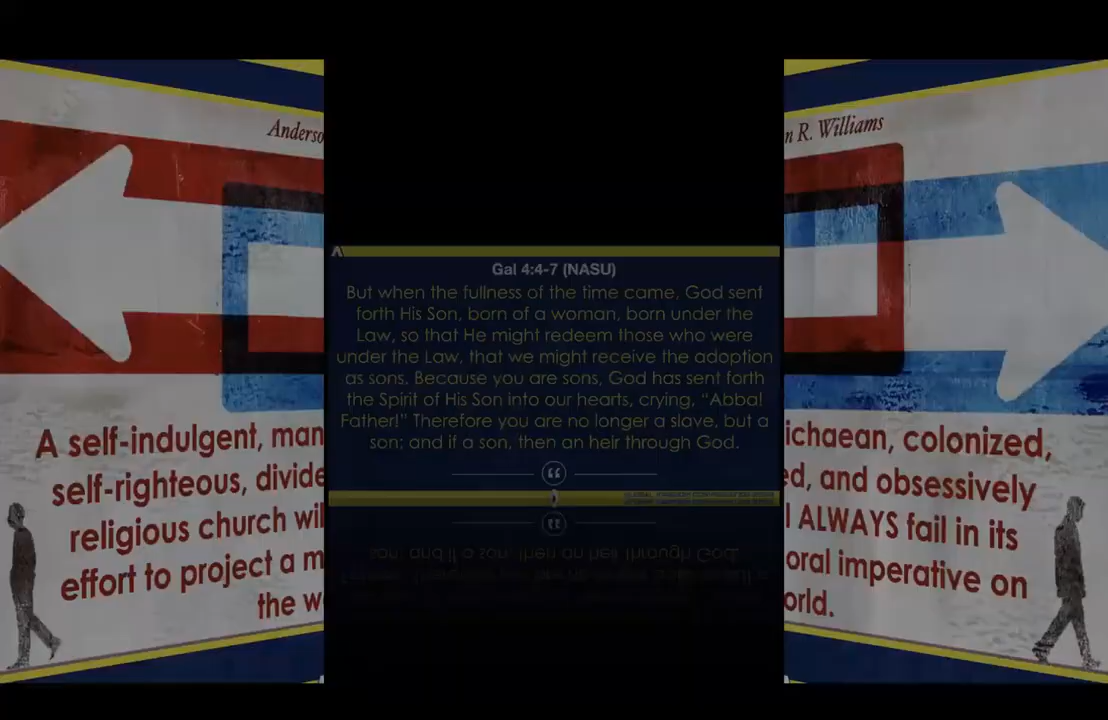 Anderso
n R. Williams
A self-indulgent, man
ichaean, colonized,
self-righteous, divide
ed, and obsessively
religious church wil
l ALWAYS fail in its
effort to project a m
oral imperative on
the w
orld.
Gal 4:4-7 (NASU)
But when the fullness of the time came, God sent
forth His Son, born of a woman, born under the
Law, so that He might redeem those who were
under the Law, that we might receive the adoption
as sons. Because you are sons, God has sent forth
the Spirit of His Son into our hearts, crying, “Abba!
Father!” Therefore you are no longer a slave, but a
son; and if a son, then an heir through God.